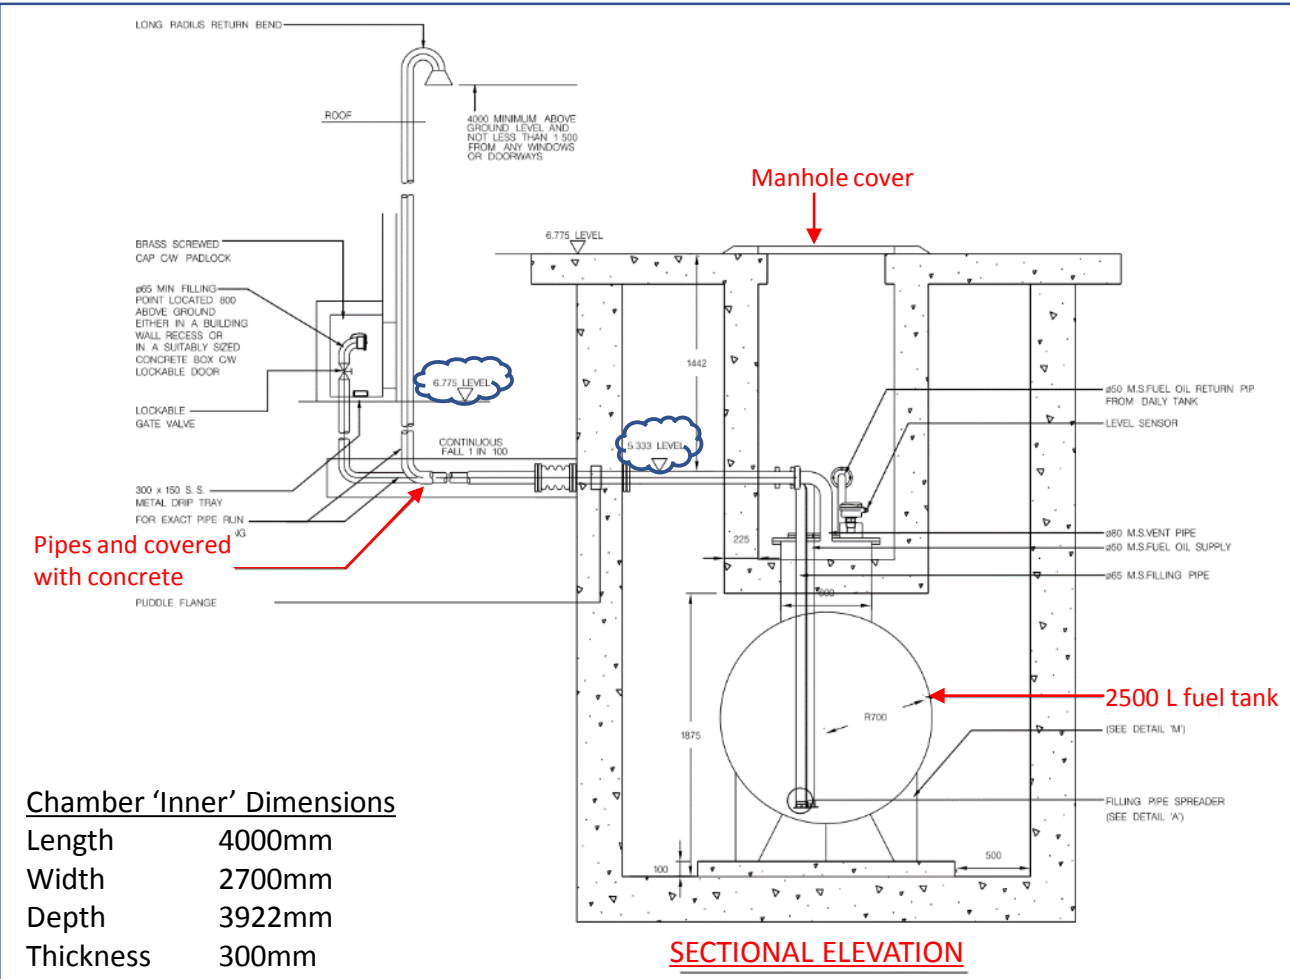 LONG RADIUS RETURN BEND
ROOF
4000 MINIMUM ABOVE
GROUND LEVEL AND
NOT LESS THAN 1 500
FROM ANY WINDOWS
OR DOORWAYS
Manhole cover
6.775 LEVEL
BRASS SCREWED
CAP C/W PADLOCK
ø65 MIN FILLING
POINT LOCATED 800
ABOVE GROUND
EITHER IN A BUILDING
WALL RECESS OR
IN A SUITABLY SIZED
CONCRETE BOX C/W
LOCKABLE DOOR
LOCKABLE
GATE VALVE
6.775 LEVEL
1442
ø50 M.S.FUEL OIL RETURN PIP
FROM DAILY TANK
LEVEL SENSOR
CONTINUOUS
FALL 1 IN 100
5.333 LEVEL
300 x 150 S.S.
METAL DRIP TRAY
FOR EXACT PIPE RUN
Pipes and covered
with concrete
PUDDLE FLANGE
225
ø80 M.S.VENT PIPE
ø50 M.S.FUEL OIL SUPPLY
ø65 M.S.FILLING PIPE
600
2500 L fuel tank
R700
1875
(SEE DETAIL 'M')
FILLING PIPE SPREADER
(SEE DETAIL 'A')
100
500
Chamber ‘Inner’ Dimensions
Length 4000mm
Width 2700mm
Depth 3922mm
Thickness 300mm
SECTIONAL ELEVATION